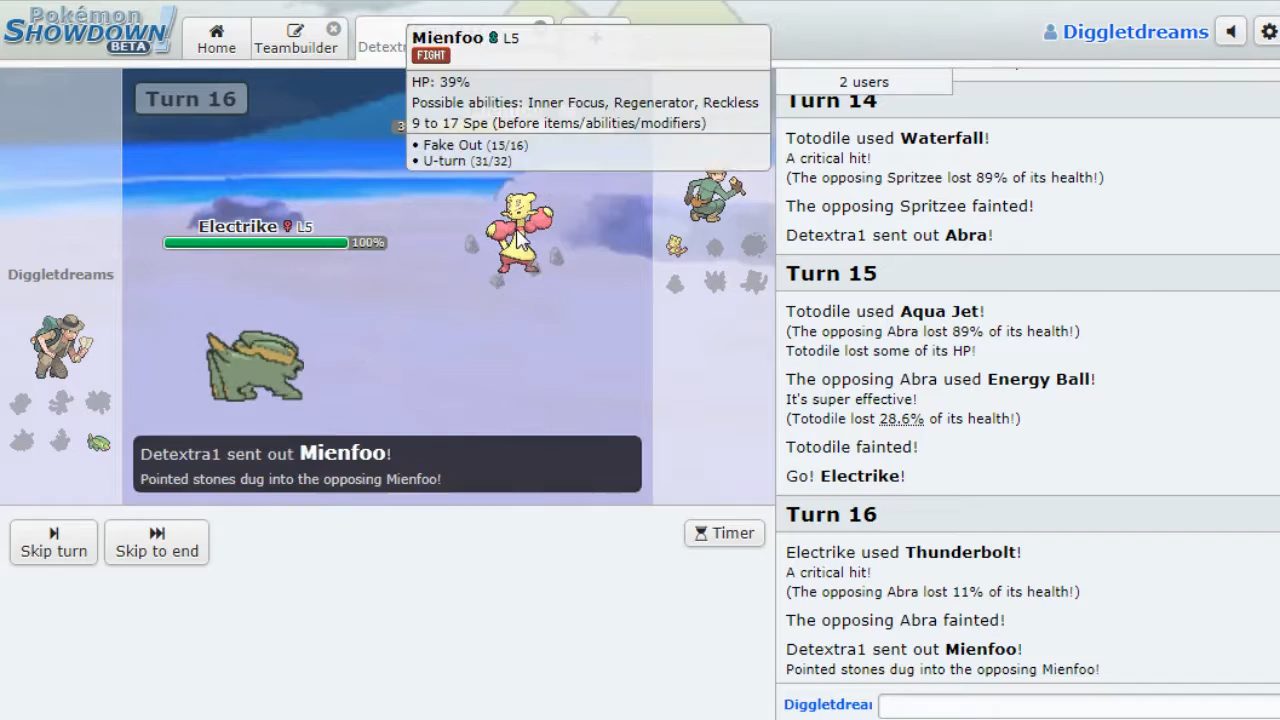 Pokémon
SHOWDOWN!
BETA
Home
Teambuilder
Detextr
+
Diggletdreams
Mienfoo L5
FIGHT
HP: 39%
Possible abilities: Inner Focus, Regenerator, Reckless
9 to 17 Spe (before items/abilities/modifiers)
• Fake Out (15/16)
• U-turn (31/32)
Turn 16
Electrike L5
100%
Diggletdreams
Detextra1 sent out Mienfoo!
Pointed stones dug into the opposing Mienfoo!
Skip turn
Skip to end
Timer
2 users
Turn 14
Totodile used Waterfall!
A critical hit!
(The opposing Spritzee lost 89% of its health!)
The opposing Spritzee fainted!
Detextra1 sent out Abra!
Turn 15
Totodile used Aqua Jet!
(The opposing Abra lost 89% of its health!)
Totodile lost some of its HP!
The opposing Abra used Energy Ball!
It's super effective!
(Totodile lost 28.6% of its health!)
Totodile fainted!
Go! Electrike!
Turn 16
Electrike used Thunderbolt!
A critical hit!
(The opposing Abra lost 11% of its health!)
The opposing Abra fainted!
Detextra1 sent out Mienfoo!
Pointed stones dug into the opposing Mienfoo!
Diggletdrear